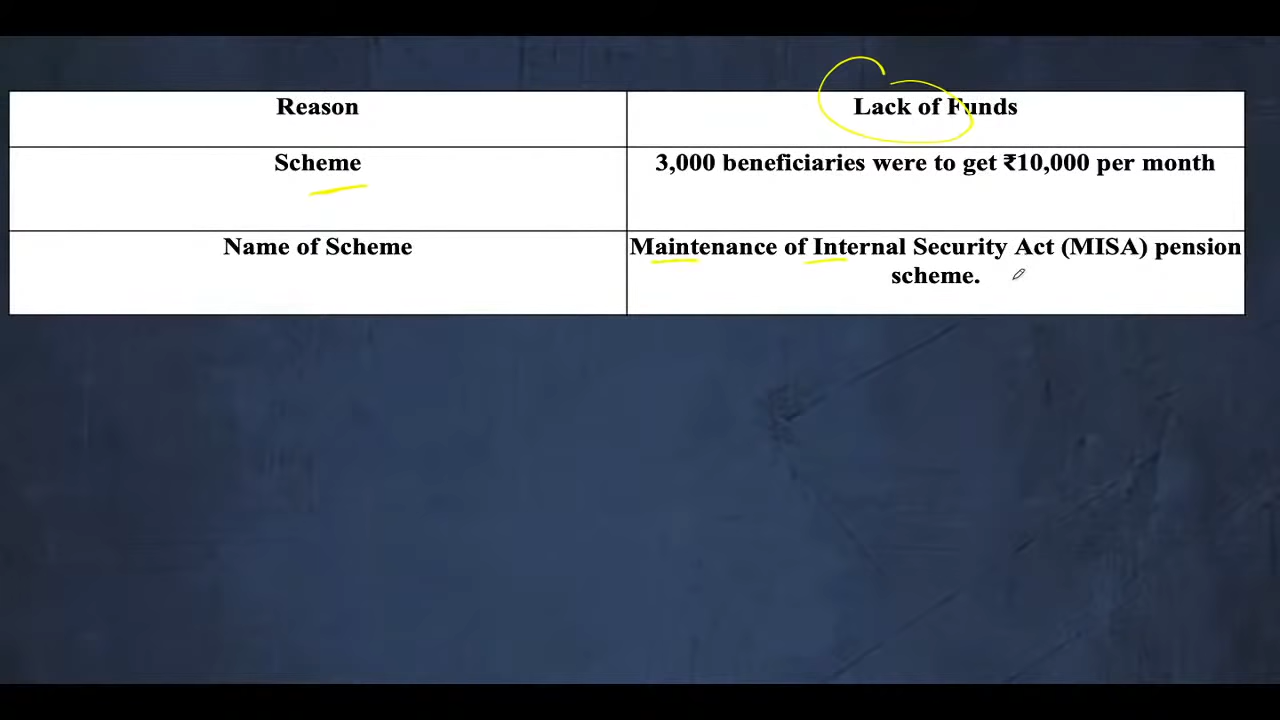 Reason
Lack of Funds
Scheme
3,000 beneficiaries were to get ₹10,000 per month
Name of Scheme
Maintenance of Internal Security Act (MISA) pension
scheme.